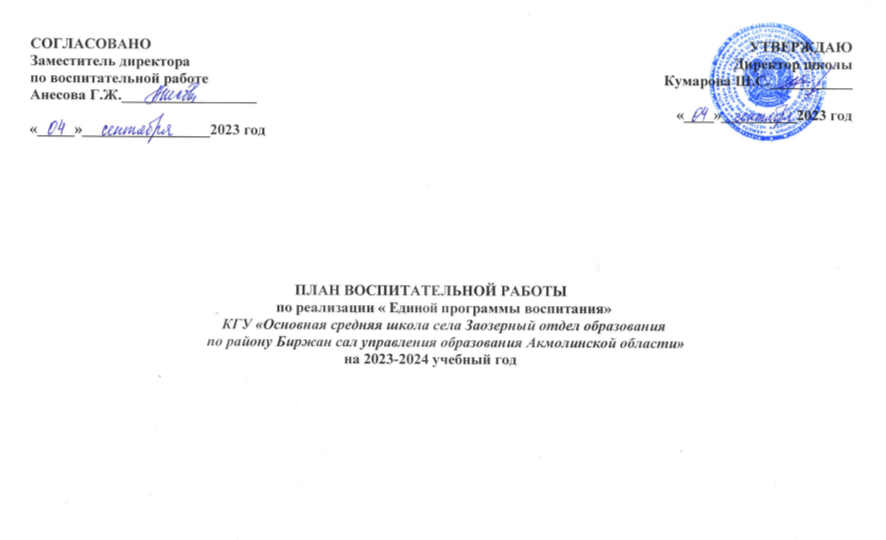 СОГЛАСОВАНО
Заместитель директора
по воспитательной работе
Анесова Г.Ж.
«04» сентября 2023 год
УТВЕРЖДАЮ
Директор школы
Кумарова Ш.С.
«04» сентября 2023 год
ПЛАН ВОСПИТАТЕЛЬНОЙ РАБОТЫ
по реализации « Единой программы воспитания»
КГУ «Основная средняя школа села Заозерный отдел образования
по району Биржан сал управления образования Акмолинской области»
на 2023-2024 учебный год